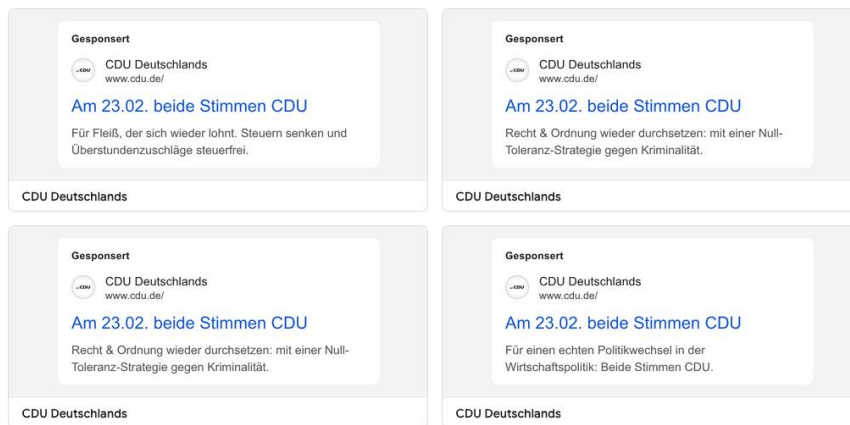 Gesponsert
CDU Deutschlands
www.cdu.de/
Am 23.02. beide Stimmen CDU
Für Fleiß, der sich wieder lohnt. Steuern senken und
Überstundenzuschläge steuerfrei.
CDU Deutschlands
Gesponsert
CDU Deutschlands
www.cdu.de/
Am 23.02. beide Stimmen CDU
Recht & Ordnung wieder durchsetzen: mit einer Null-
Toleranz-Strategie gegen Kriminalität.
CDU Deutschlands
Gesponsert
CDU Deutschlands
www.cdu.de/
Am 23.02. beide Stimmen CDU
Recht & Ordnung wieder durchsetzen: mit einer Null-
Toleranz-Strategie gegen Kriminalität.
CDU Deutschlands
Gesponsert
CDU Deutschlands
www.cdu.de/
Am 23.02. beide Stimmen CDU
Für einen echten Politikwechsel in der
Wirtschaftspolitik: Beide Stimmen CDU.
CDU Deutschlands